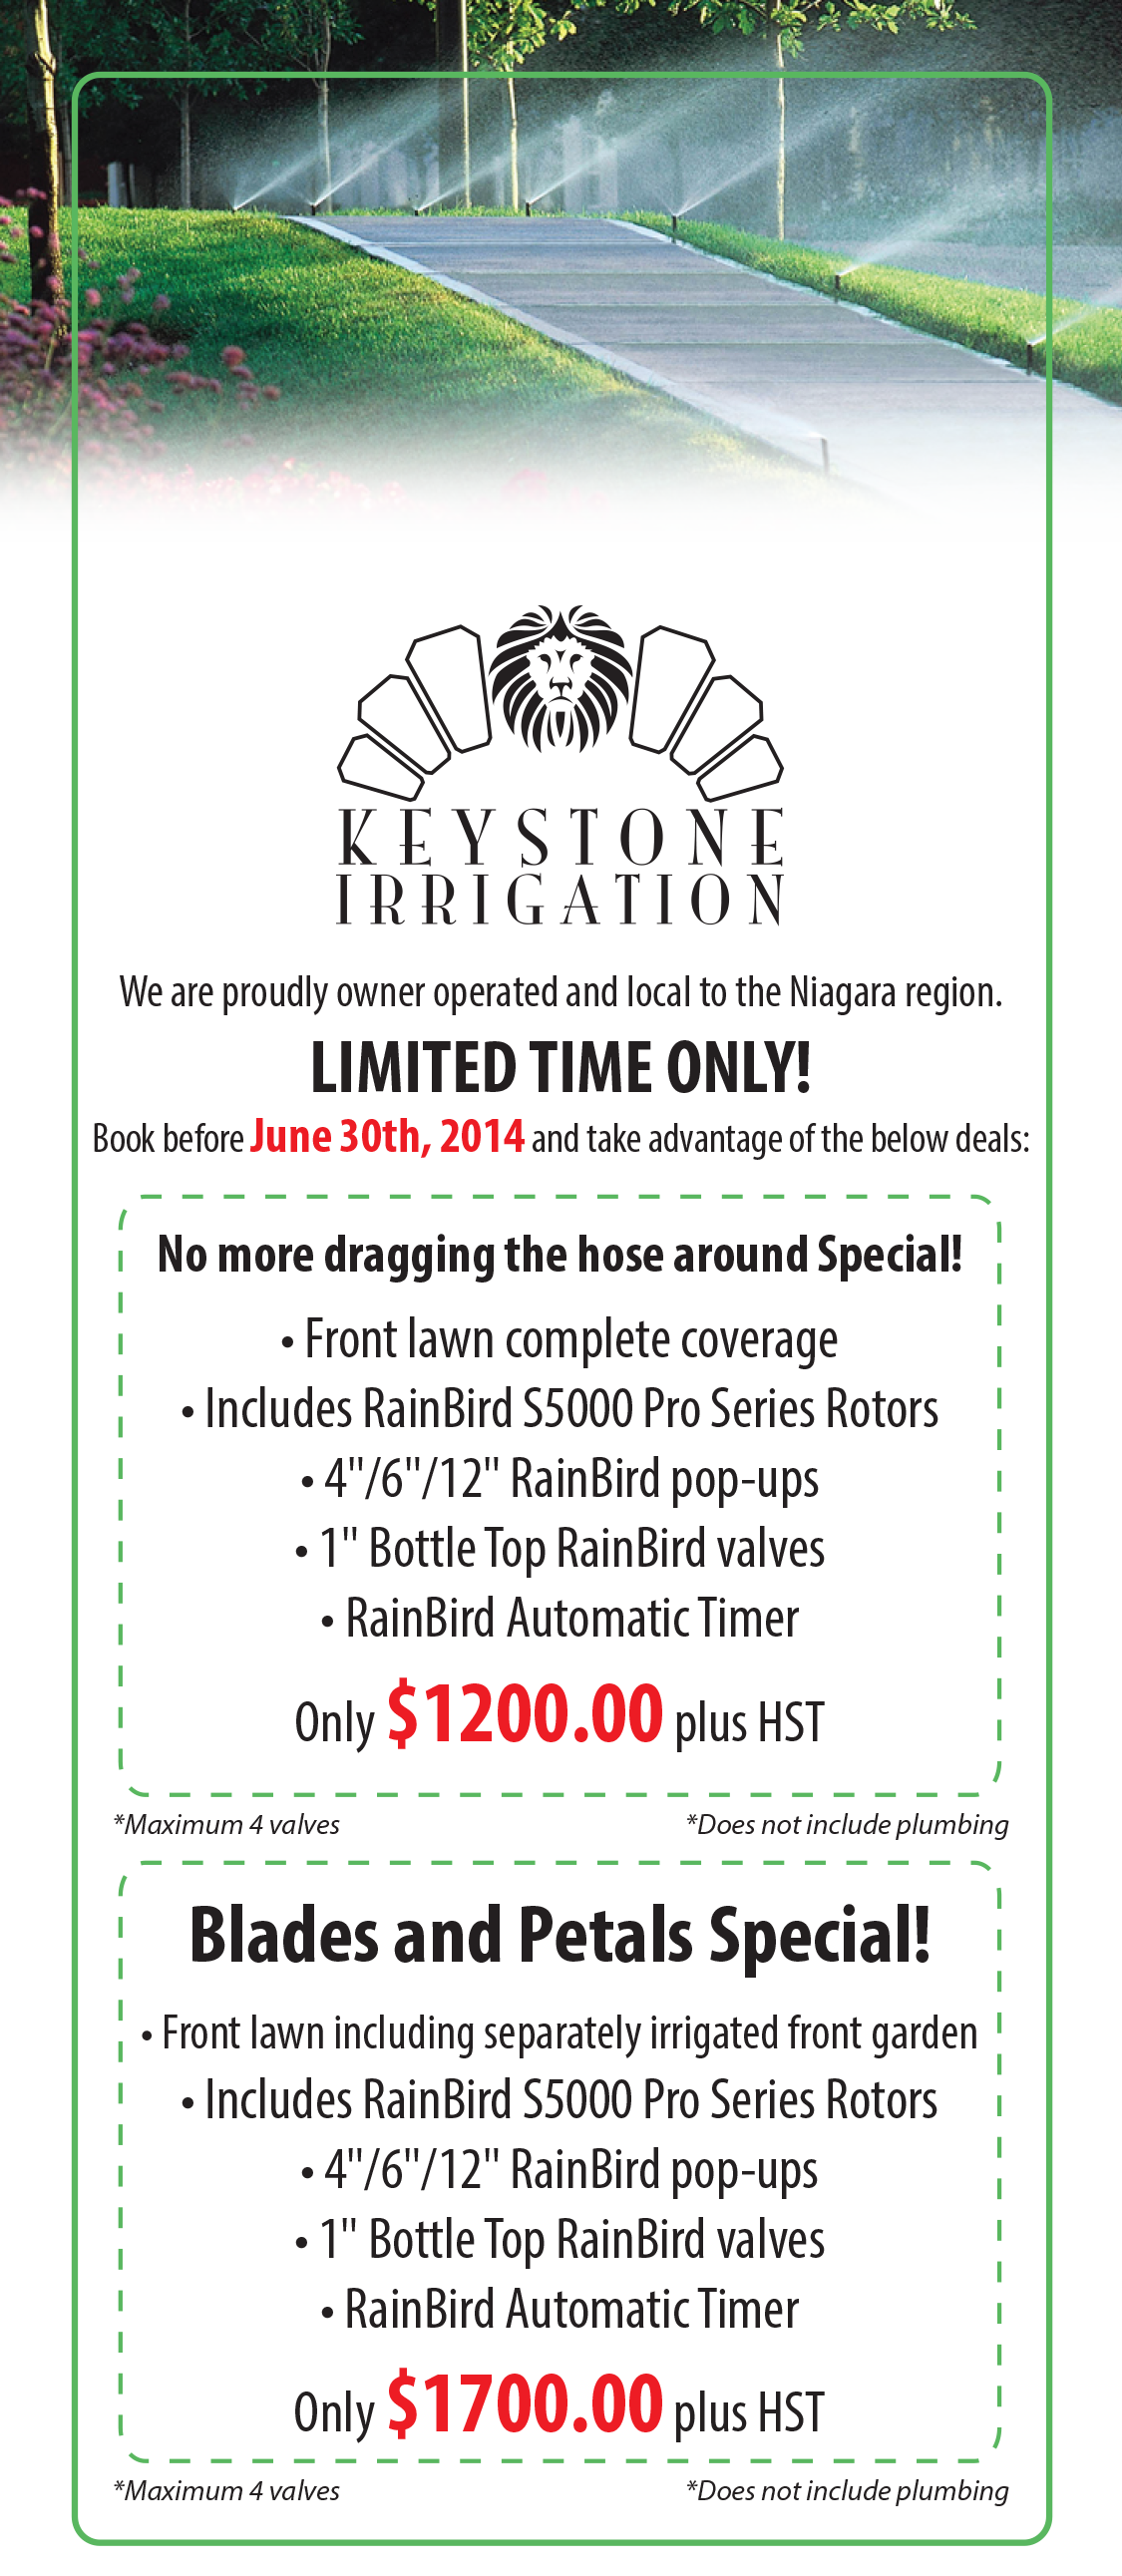 KEYSTONE
IRRIGATION
We are proudly owner operated and local to the Niagara region.
LIMITED TIME ONLY!
Book before June 30th, 2014 and take advantage of the below deals:
No more dragging the hose around Special!
• Front lawn complete coverage
• Includes RainBird S5000 Pro Series Rotors
• 4"/6"/12" RainBird pop-ups
• 1" Bottle Top RainBird valves
• RainBird Automatic Timer
Only $1200.00 plus HST
*Maximum 4 valves *Does not include plumbing
Blades and Petals Special!
• Front lawn including separately irrigated front garden
• Includes RainBird S5000 Pro Series Rotors
• 4"/6"/12" RainBird pop-ups
• 1" Bottle Top RainBird valves
• RainBird Automatic Timer
Only $1700.00 plus HST
*Maximum 4 valves *Does not include plumbing